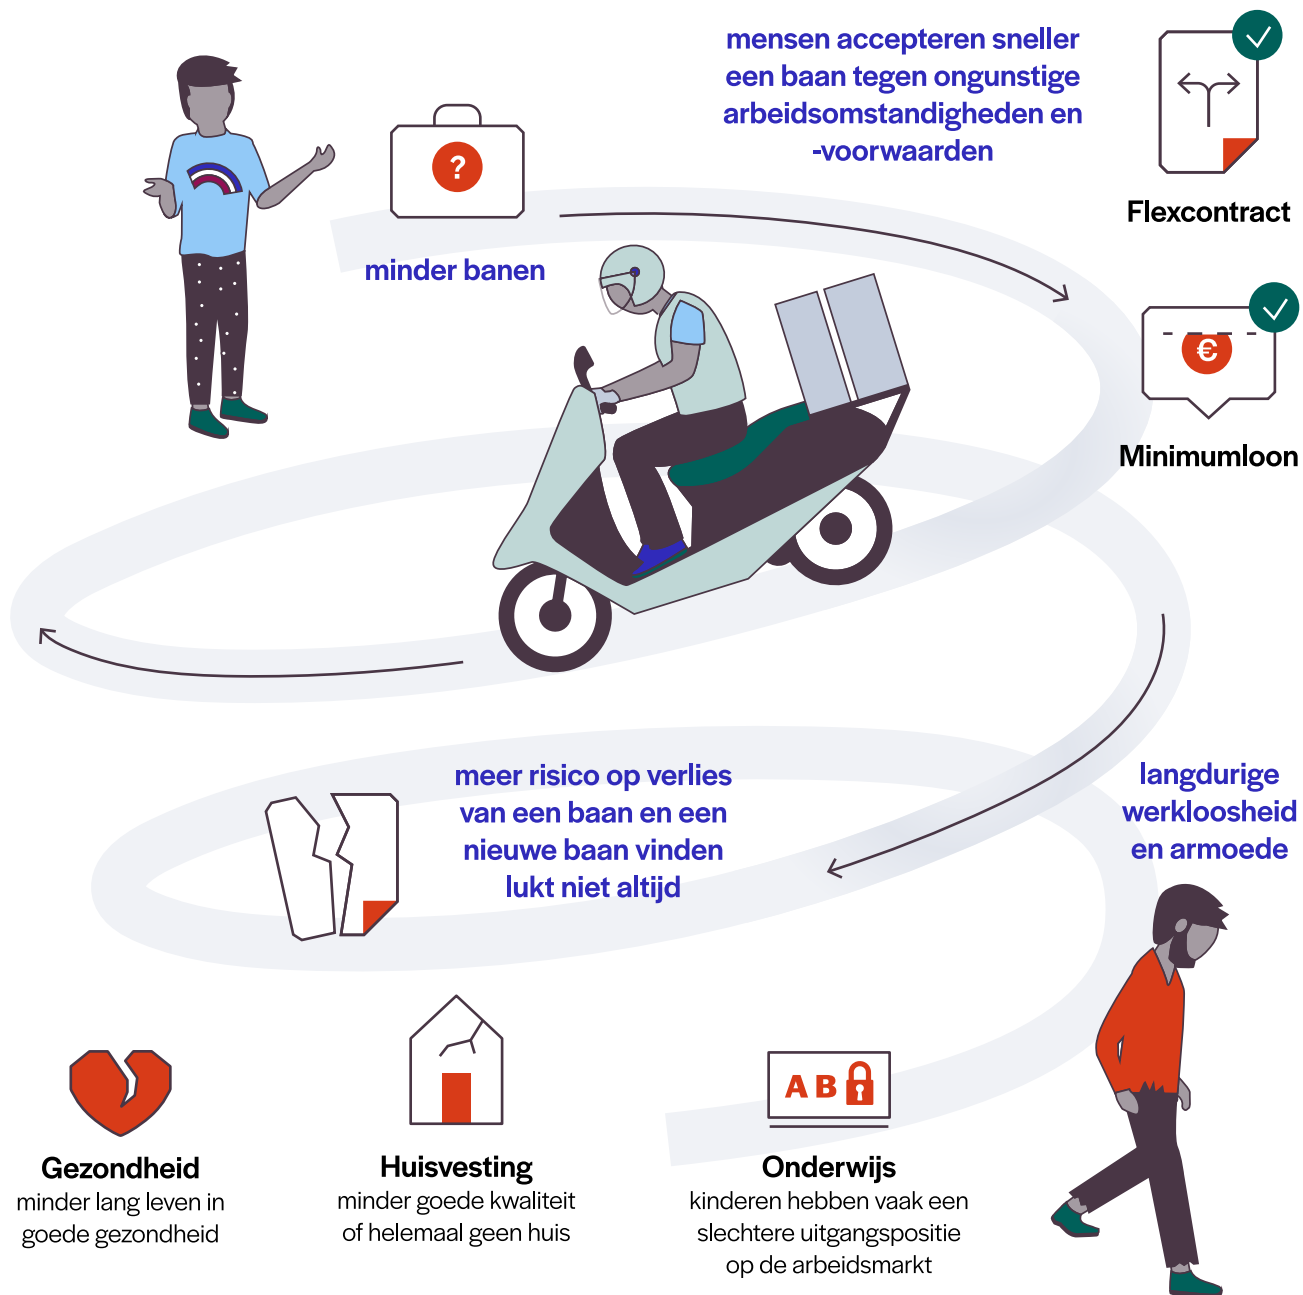 mensen accepteren sneller
een baan tegen ongunstige
arbeidsomstandigheden en
-voorwaarden
Flexcontract
?
minder banen
€
Minimumloon
meer risico op verlies
van een baan en een
nieuwe baan vinden
lukt niet altijd
langdurige
werkloosheid
en armoede
Gezondheid
minder lang leven in
goede gezondheid
Huisvesting
minder goede kwaliteit
of helemaal geen huis
A B
Onderwijs
kinderen hebben vaak een
slechtere uitgangspositie
op de arbeidsmarkt